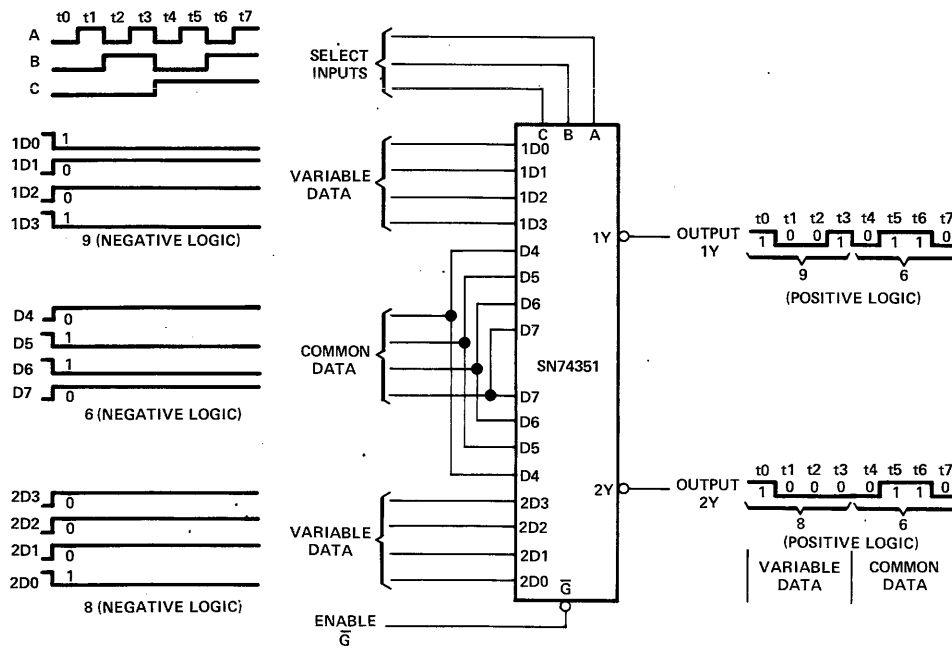 t0 t1 t2 t3 t4 t5 t6 t7
A
B
C
SELECT
INPUTS
C B A
1D0 1
1D1 0
1D2 0
1D3 1
9 (NEGATIVE LOGIC)
VARIABLE
DATA
1D0
1D1
1D2
1D3
D4
D5
D6
D7
D4 0
D5 1
D6 1
D7 0
6 (NEGATIVE LOGIC)
COMMON
DATA
SN74351
D7
D6
D5
D4
2D3 0
2D2 0
2D1 0
2D0 1
8 (NEGATIVE LOGIC)
VARIABLE
DATA
2D3
2D2
2D1
2D0
G
ENABLE
G
1Y
OUTPUT
1Y
t0 t1 t2 t3 t4 t5 t6 t7
1 0 0 1 0 1 1 0
9 6
(POSITIVE LOGIC)
2Y
OUTPUT
2Y
t0 t1 t2 t3 t4 t5 t6 t7
1 0 0 0 0 1 1 0
8 6
(POSITIVE LOGIC)
VARIABLE
DATA
COMMON
DATA